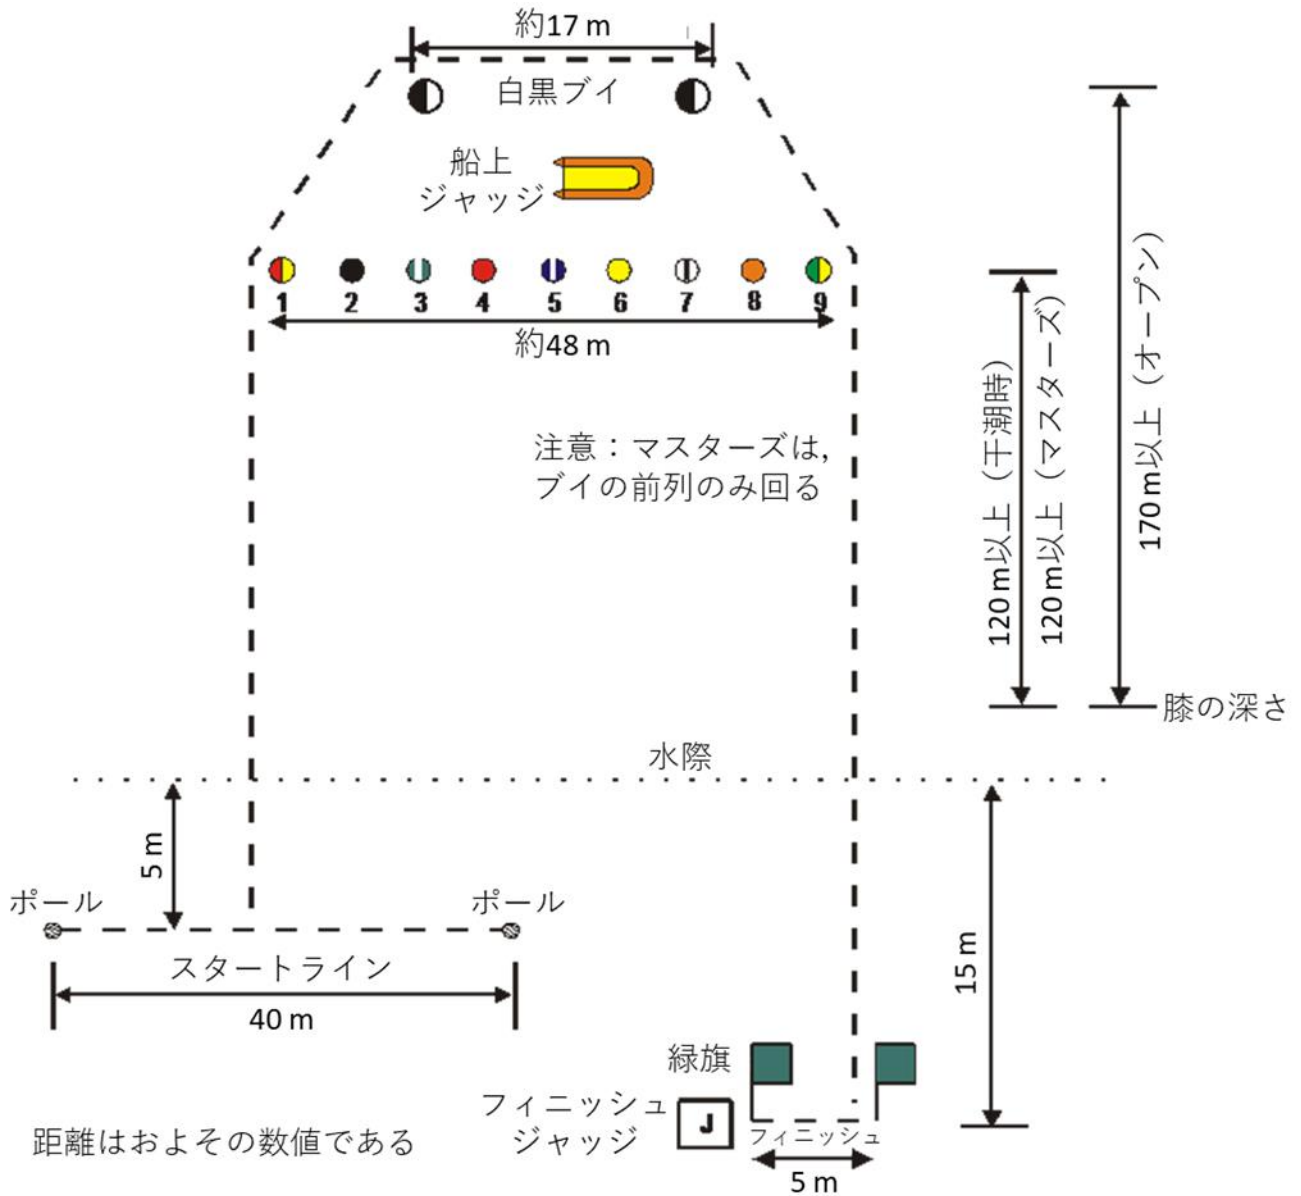 約17 m
白黒ブイ
船上
ジャッジ
1 2 3 4 5 6 7 8 9
約48 m
注意：マスターズは,
ブイの前列のみ回る
120 m以上（干潮時）
120 m以上（マスターズ）
170 m以上（オープン）
膝の深さ
水際
5 m
ポール
ポール
スタートライン
40 m
15 m
緑旗
フィニッシュ
ジャッジ
J
フィニッシュ
5 m
距離はおよその数値である